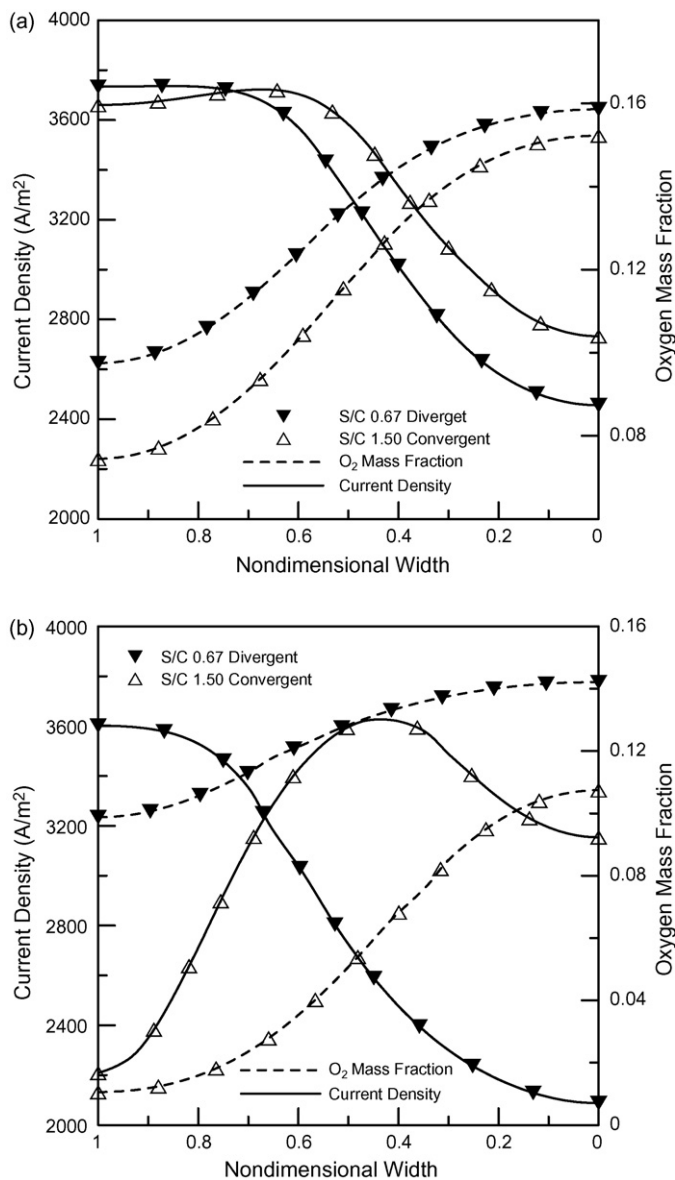 (a)
4000
3600
3200
2800
2400
2000
Current Density (A/m²)
0.16
0.12
0.08
Oxygen Mass Fraction
S/C 0.67 Diverget
S/C 1.50 Convergent
O₂ Mass Fraction
Current Density
1 0.8 0.6 0.4 0.2 0
Nondimensional Width
(b)
4000
3600
3200
2800
2400
2000
Current Density (A/m²)
0.16
0.12
0.08
0.04
0
Oxygen Mass Fraction
S/C 0.67 Divergent
S/C 1.50 Convergent
O₂ Mass Fraction
Current Density
1 0.8 0.6 0.4 0.2 0
Nondimensional Width